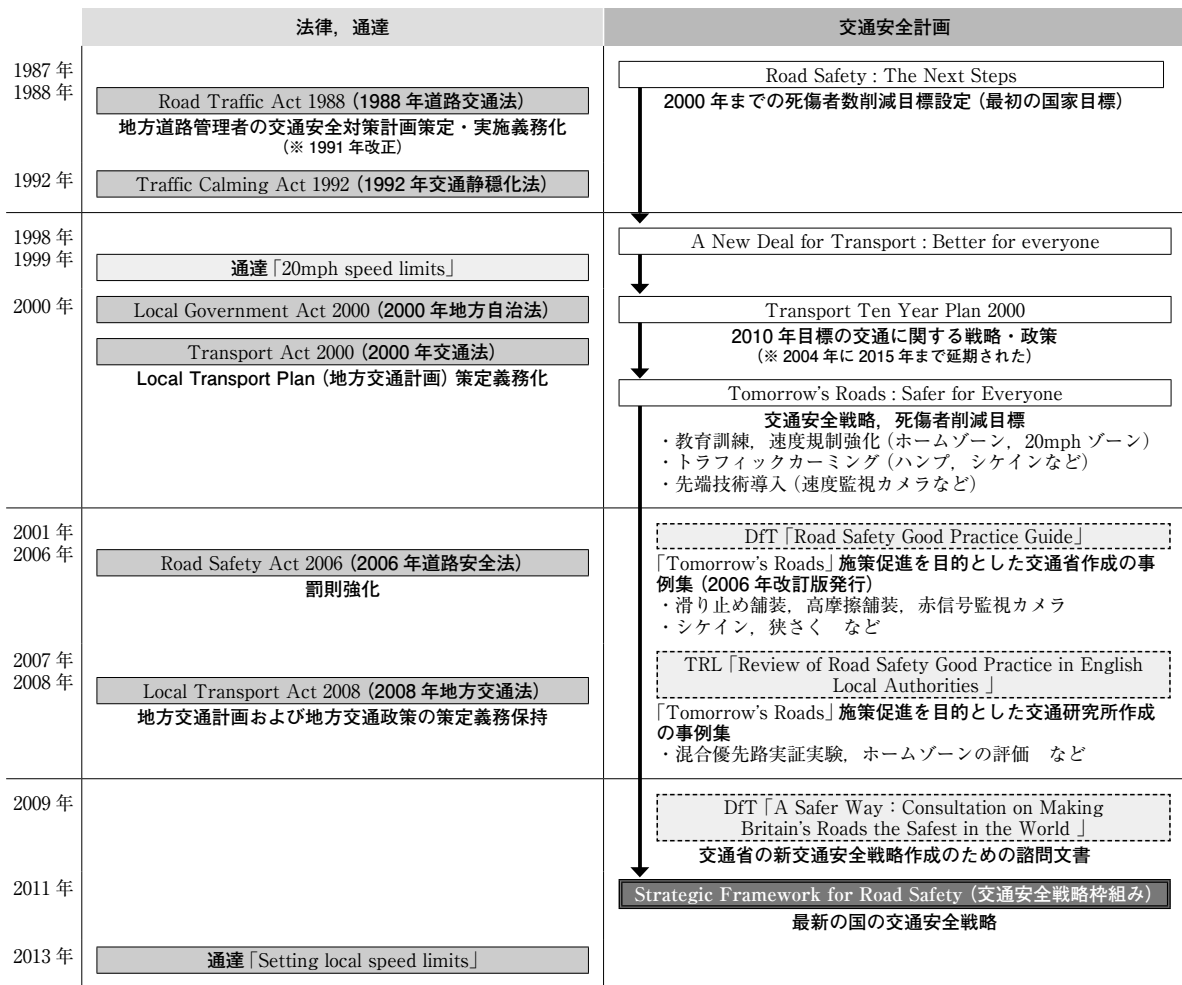 法律，通達
交通安全計画
1987 年
Road Safety : The Next Steps
1988 年
Road Traffic Act 1988（1988 年道路交通法）
2000 年までの死傷者数削減目標設定（最初の国家目標）
地方道路管理者の交通安全対策計画策定・実施義務化
（※ 1991 年改正）
1992 年
Traffic Calming Act 1992（1992 年交通静穏化法）
1998 年
A New Deal for Transport : Better for everyone
1999 年
通達「20mph speed limits」
2000 年
Local Government Act 2000（2000 年地方自治法）
Transport Ten Year Plan 2000
2010 年目標の交通に関する戦略・政策
（※ 2004 年に 2015 年まで延期された）
Transport Act 2000（2000 年交通法）
Local Transport Plan（地方交通計画）策定義務化
Tomorrow's Roads : Safer for Everyone
交通安全戦略，死傷者削減目標
・教育訓練，速度規制強化（ホームゾーン，20mph ゾーン）
・トラフィックカーミング（ハンプ，シケインなど）
・先端技術導入（速度監視カメラなど）
2001 年
DfT「Road Safety Good Practice Guide」
2006 年
Road Safety Act 2006（2006 年道路安全法）
罰則強化
「Tomorrow's Roads」施策促進を目的とした交通省作成の事
例集（2006 年改訂版発行）
・滑り止め舗装，高摩擦舗装，赤信号監視カメラ
・シケイン，狭さく　など
2007 年
TRL「Review of Road Safety Good Practice in English
Local Authorities 」
2008 年
Local Transport Act 2008（2008 年地方交通法）
地方交通計画および地方交通政策の策定義務保持
「Tomorrow's Roads」施策促進を目的とした交通研究所作成
の事例集
・混合優先路実証実験，ホームゾーンの評価　など
2009 年
DfT「A Safer Way：Consultation on Making
Britain's Roads the Safest in the World 」
交通省の新交通安全戦略作成のための諮問文書
2011 年
Strategic Framework for Road Safety（交通安全戦略枠組み）
最新の国の交通安全戦略
2013 年
通達「Setting local speed limits」